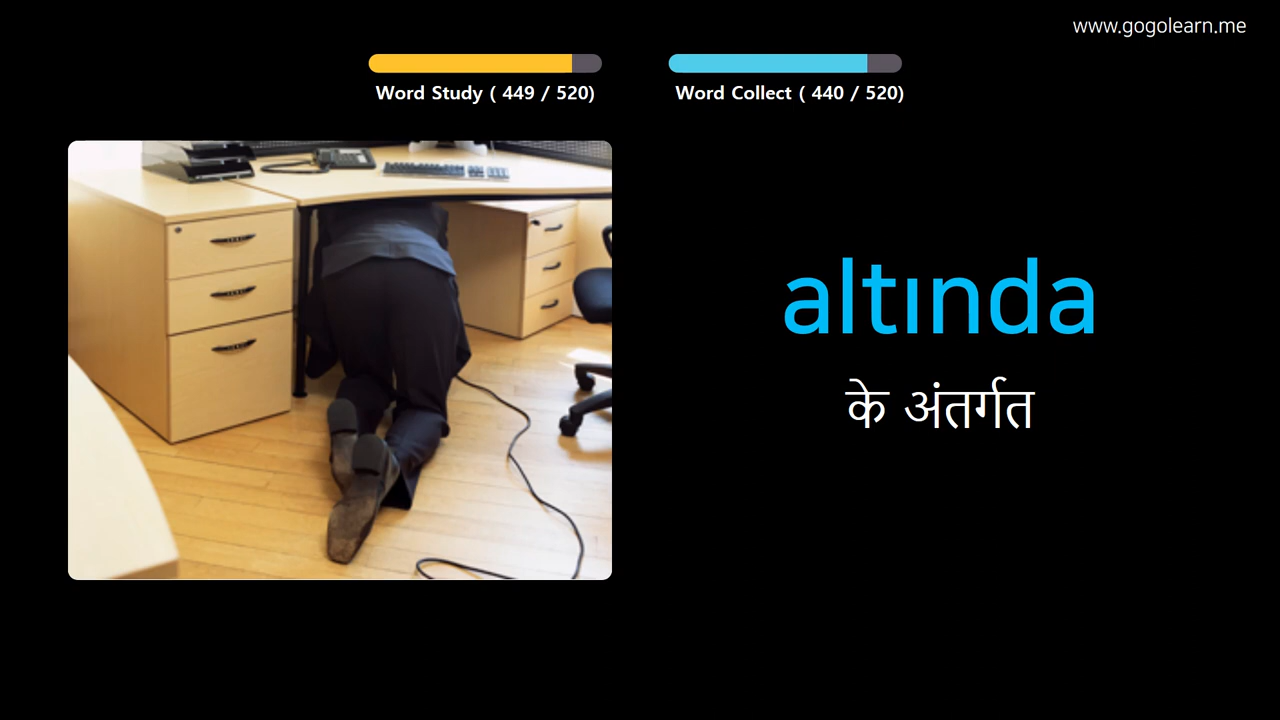 www.gogolearn.me
Word Study ( 449 / 520)
Word Collect ( 440 / 520)
altında
के अंतर्गत